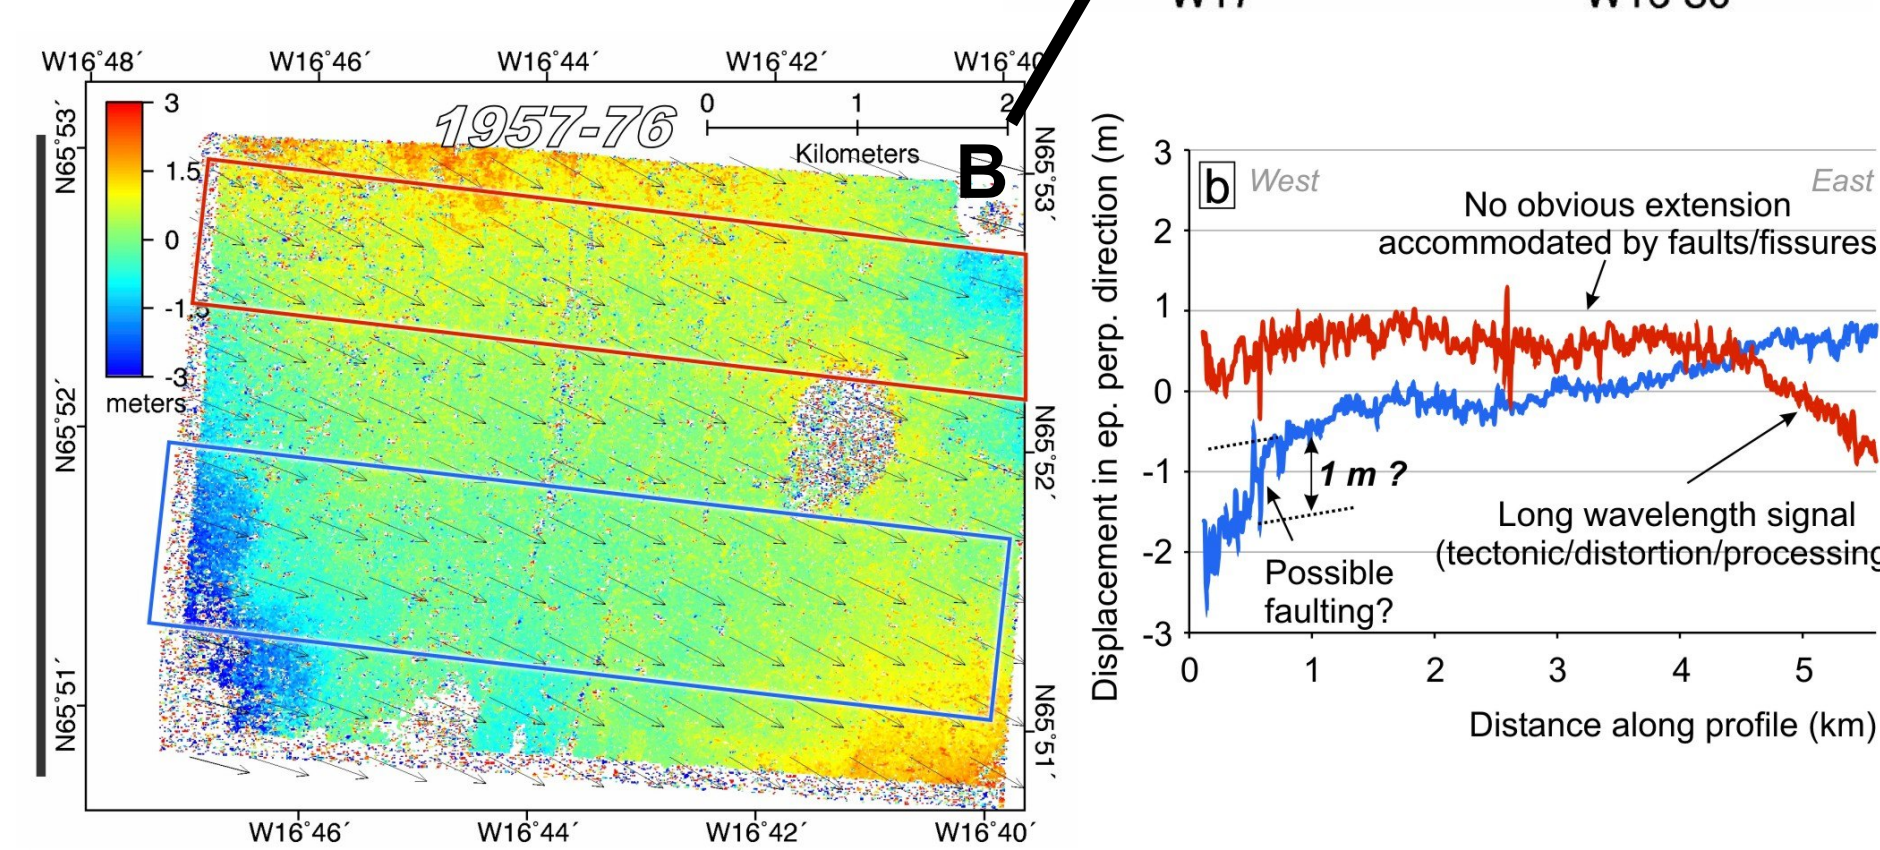 W16˚48´ W16˚46´ W16˚44´ W16˚42´ W16˚40
3
1.5
0
-1
5
-3
meters
1957-76
0 1 2
Kilometers
B
N65˚53´
N65˚52´
N65˚51´
N65˚53´
N65˚52´
N65˚51´
W16˚46´ W16˚44´ W16˚42´ W16˚40´
Displacement in ep. perp. direction (m)
3
2
1
0
-1
-2
-3
b West East
No obvious extension
accommodated by faults/fissures
1 m ?
Long wavelength signal
(tectonic/distortion/processing
Possible
faulting?
0 1 2 3 4 5
Distance along profile (km)